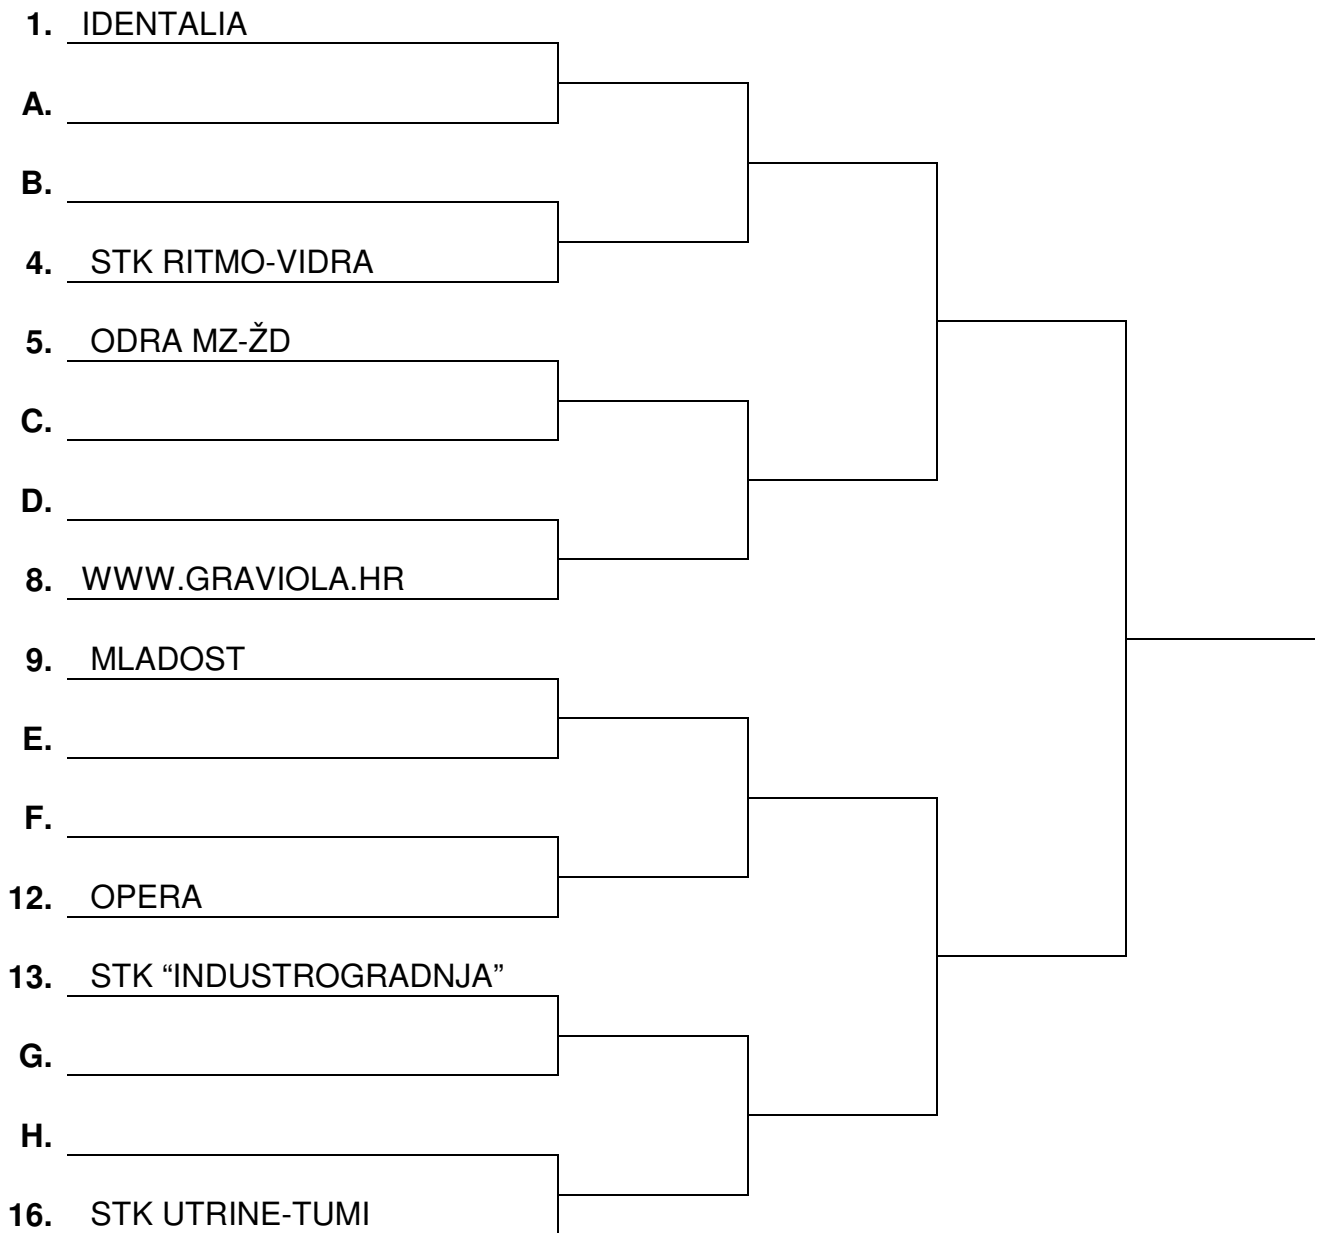 1. IDENTALIA
A.
B.
4. STK RITMO-VIDRA
5. ODRA MZ-ŽD
C.
D.
8. WWW.GRAVIOLA.HR
9. MLADOST
E.
F.
12. OPERA
13. STK “INDUSTROGRADNJA”
G.
H.
16. STK UTRINE-TUMI